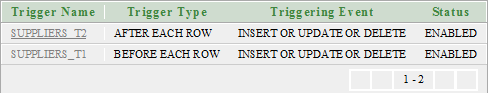 Trigger Name Trigger Type Triggering Event Status
SUPPLIERS_T2 AFTER EACH ROW INSERT OR UPDATE OR DELETE ENABLED
SUPPLIERS_T1 BEFORE EACH ROW INSERT OR UPDATE OR DELETE ENABLED
1 - 2